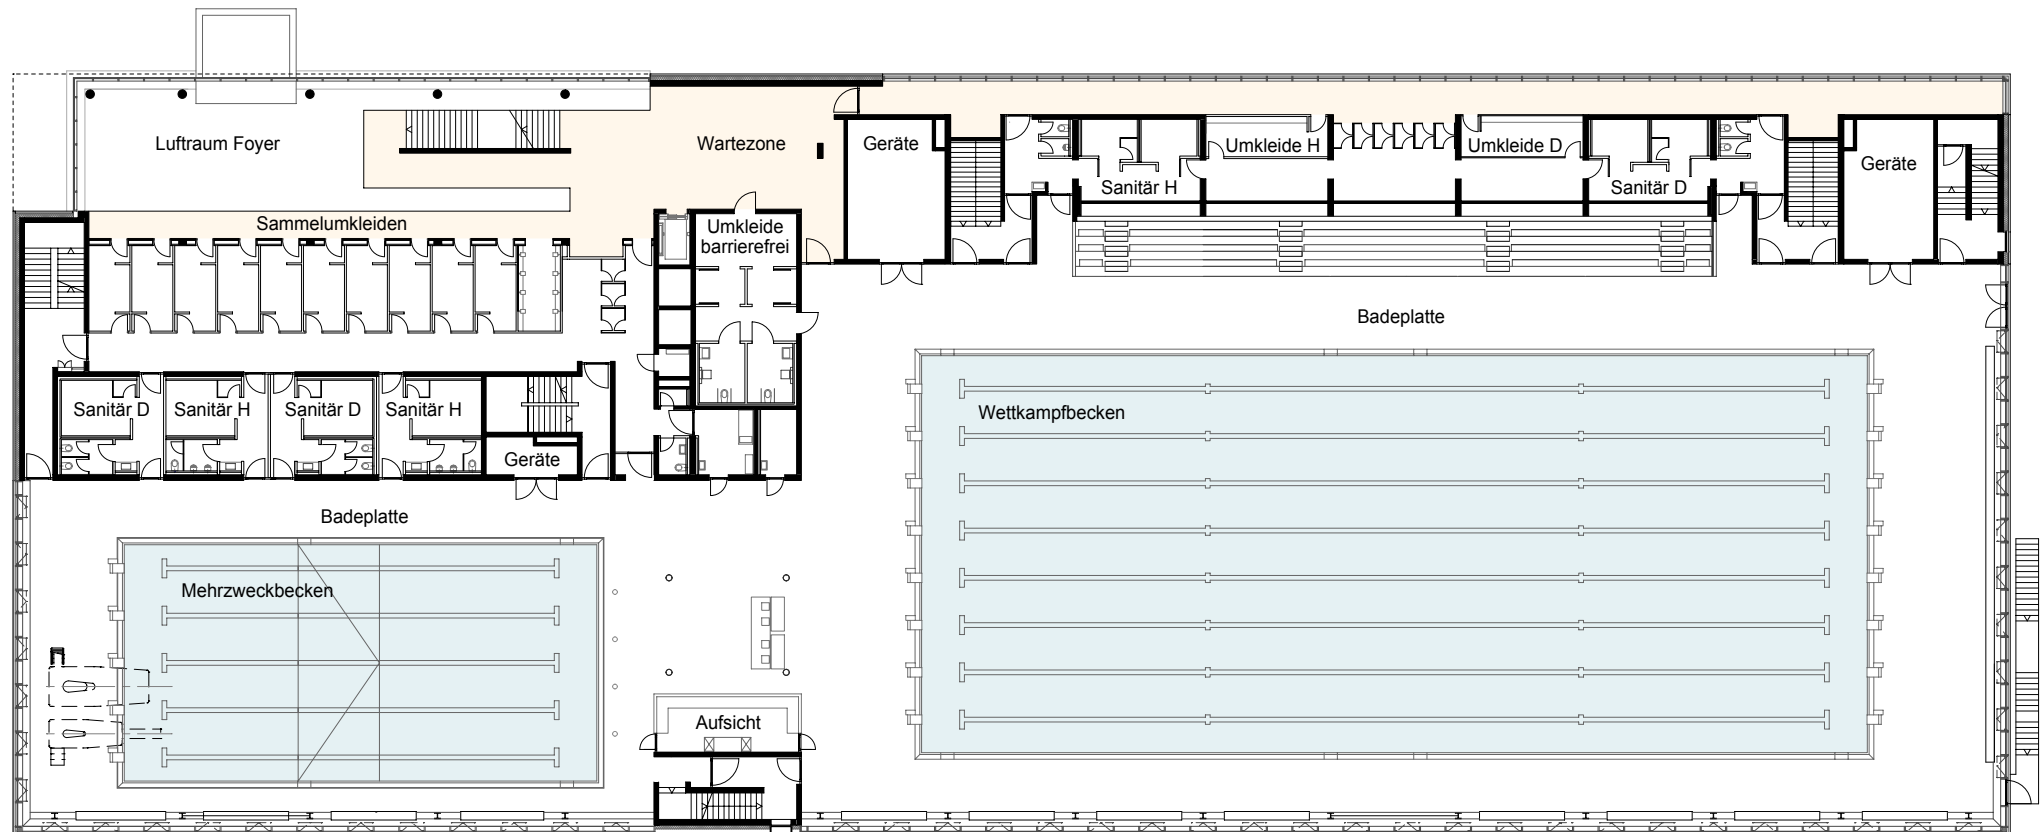 Luftraum Foyer
Wartezone
Geräte
Umkleide H
Umkleide D
Geräte
Sanitär H
Sanitär D
Sammelumkleiden
Umkleide
barrierefrei
Badeplatte
Sanitär D
Sanitär H
Sanitär D
Sanitär H
Wettkampfbecken
Geräte
Badeplatte
Mehrzweckbecken
Aufsicht